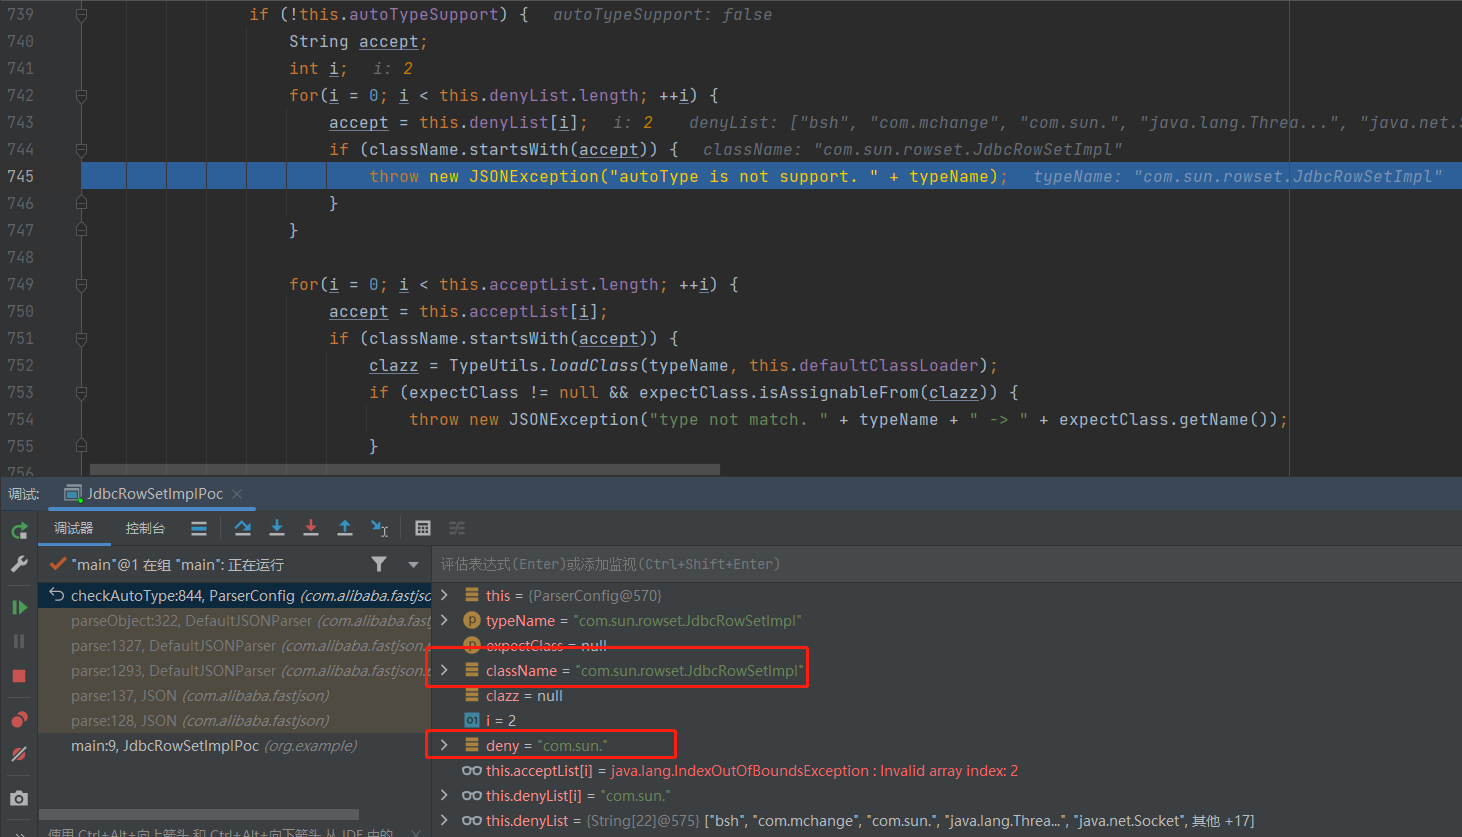 739 if (!this.autoTypeSupport) { autoTypeSupport: false
740 String accept;
741 int i; i: 2
742 for(i = 0; i < this.denyList.length; ++i) {
743 accept = this.denyList[i]; i: 2 denyList: ["bsh", "com.mchange", "com.sun.", "java.lang.Threa...", "java.net.S
744 if (className.startsWith(accept)) { className: "com.sun.rowset.JdbcRowSetImpl"
745 throw new JSONException("autoType is not support. " + typeName); typeName: "com.sun.rowset.JdbcRowSetImpl"
746 }
747 }
748
749 for(i = 0; i < this.acceptList.length; ++i) {
750 accept = this.acceptList[i];
751 if (className.startsWith(accept)) {
752 clazz = TypeUtils.loadClass(typeName, this.defaultClassLoader);
753 if (expectClass != null && expectClass.isAssignableFrom(clazz)) {
754 throw new JSONException("type not match. " + typeName + " -> " + expectClass.getName());
755 }
756
调试: JdbcRowSetImplPoc
调试器 控制台
"main"@1 在组 "main": 正在运行
评估表达式(Enter)或添加监视(Ctrl+Shift+Enter)
checkAutoType:844, ParserConfig (com.alibaba.fastjso
parseObject:322, DefaultJSONParser (com.alibaba.fast
parse:1327, DefaultJSONParser (com.alibaba.fastjson.
parse:1293, DefaultJSONParser (com.alibaba.fastjson.
parse:137, JSON (com.alibaba.fastjson)
parse:128, JSON (com.alibaba.fastjson)
main:9, JdbcRowSetImplPoc (org.example)
this = {ParserConfig@570}
p typeName = "com.sun.rowset.JdbcRowSetImpl"
p expectClass = null
className = "com.sun.rowset.JdbcRowSetImpl"
clazz = null
01 i = 2
deny = "com.sun."
this.acceptList[i] = java.lang.IndexOutOfBoundsException : Invalid array index: 2
this.denyList[i] = "com.sun."
this.denyList = {String[22]@575} ["bsh", "com.mchange", "com.sun.", "java.lang.Threa...", "java.net.Socket", 其他 +17]
使用 Ctrl+Alt+向上箭头 和 Ctrl+Alt+向下箭头 从 IDE 中的